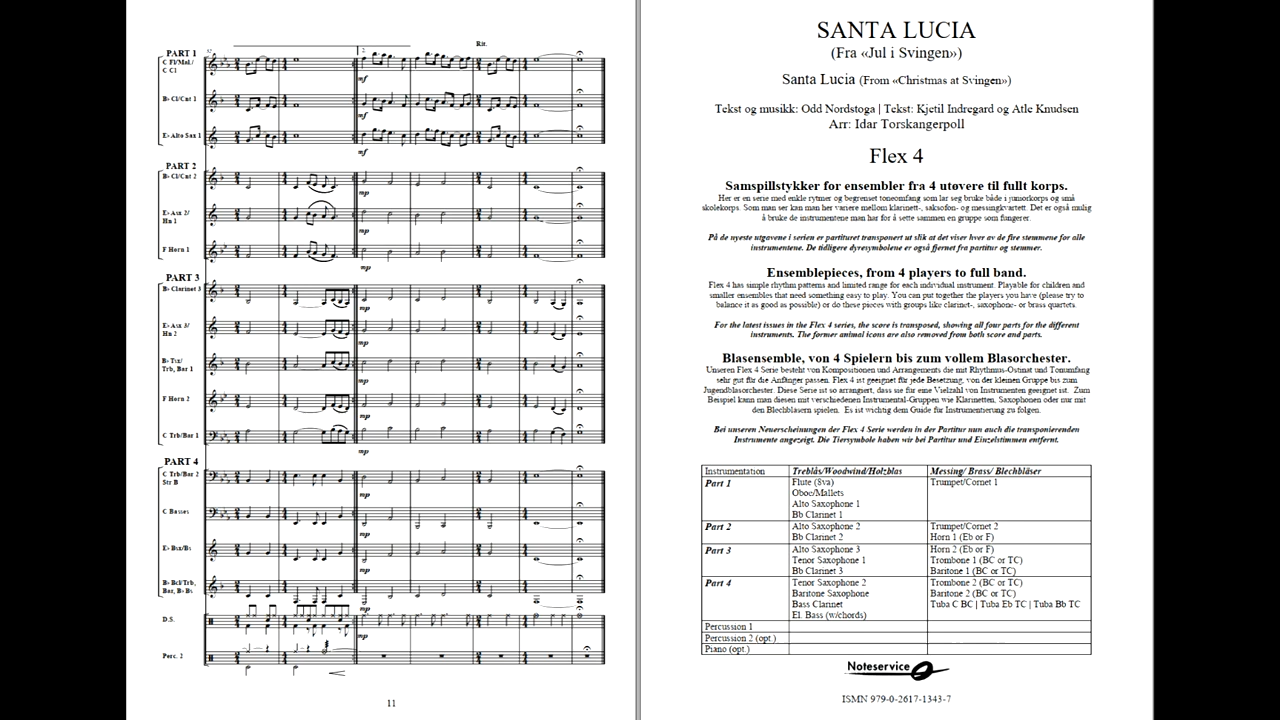 PART 1
C Fl/Mal./
C Cl
Rit.
2.
mf
B♭ Cl/Cnt 1
mf
E♭ Alto Sax 1
mf
PART 2
B♭ Cl/Cnt 2
mp
E♭ Asx 2/
Hn 1
mp
F Horn 1
mp
PART 3
B♭ Clarinet 3
mp
E♭ Asx 3/
Hn 2
mp
B♭ Tsx/
Trb, Bar 1
mp
F Horn 2
mp
C Trb/Bar 1
mp
PART 4
C Trb/Bar 2
Str B
mp
C Basses
mp
E♭ Bsx/Bs
mp
B♭ Bcl/Trb,
Bar, B♭ Bs
mp
D.S.
mp
Perc. 2
11
SANTA LUCIA
(Fra «Jul i Svingen»)
Santa Lucia (From «Christmas at Svingen»)
Tekst og musikk: Odd Nordstoga | Tekst: Kjetil Indregard og Atle Knudsen
Arr: Idar Torskangerpoll
Flex 4
Samspillstykker for ensembler fra 4 utøvere til fullt korps.
Her er en serie med enkle rytmer og begrenset toneomfang som lar seg bruke både i juniorkorps og små
skolekorps. Som man ser kan man her variere mellom klarinett-, saksofon- og messingkvartett. Det er også mulig
å bruke de instrumentene man har for å sette sammen en gruppe som fungerer.
På de nyeste utgavene i serien er partituret transponert ut slik at det viser hver av de fire stemmene for alle
instrumentene. De tidligere dyresymbolene er også fjernet fra partitur og stemmer.
Ensemblepieces, from 4 players to full band.
Flex 4 has simple rhythm patterns and limited range for each individual instrument. Playable for children and
smaller ensembles that need something easy to play. You can put together the players you have (please try to
balance it as good as possible) or do these pieces with groups like clarinet-, saxophone- or brass quartets.
For the latest issues in the Flex 4 series, the score is transposed, showing all four parts for the different
instruments. The former animal icons are also removed from both score and parts.
Blasensemble, von 4 Spielern bis zum vollem Blasorchester.
Unseren Flex 4 Serie besteht von Kompositionen und Arrangements die mit Rhythmus-Ostinat und Tonumfang
sehr gut für die Anfänger passen. Flex 4 ist geeignet für jede Besetzung, von der kleinen Gruppe bis zum
Jugendblasorchester. Diese Serie ist so arrangiert, dass sie für eine Vielzahl von Instrumenten geeignet ist. Zum
Beispiel kann man diesen mit verschiedenen Instrumental-Gruppen wie Klarinetten, Saxophonen oder nur mit
den Blechbläsern spielen. Es ist wichtig dem Guide für Instrumentierung zu folgen.
Bei unseren Neuerscheinungen der Flex 4 Serie werden in der Partitur nun auch die transponierenden
Instrumente angezeigt. Die Tiersymbole haben wir bei Partitur und Einzelstimmen entfernt.
Instrumentation Treblås/Woodwind/Holzblas Messing/ Brass/ Blechbläser
Part 1 Flute (8va) Trumpet/Cornet 1
Oboe/Mallets
Alto Saxophone 1
Bb Clarinet 1
Part 2 Alto Saxophone 2 Trumpet/Cornet 2
Bb Clarinet 2 Horn 1 (Eb or F)
Part 3 Alto Saxophone 3 Horn 2 (Eb or F)
Tenor Saxophone 1 Trombone 1 (BC or TC)
Bb Clarinet 3 Baritone 1 (BC or TC)
Part 4 Tenor Saxophone 2 Trombone 2 (BC or TC)
Baritone Saxophone Baritone 2 (BC or TC)
Bass Clarinet Tuba C BC | Tuba Eb TC | Tuba Bb TC
El. Bass (w/chords)
Percussion 1
Percussion 2 (opt.)
Piano (opt.)
Noteservice
ISMN 979-0-2617-1343-7